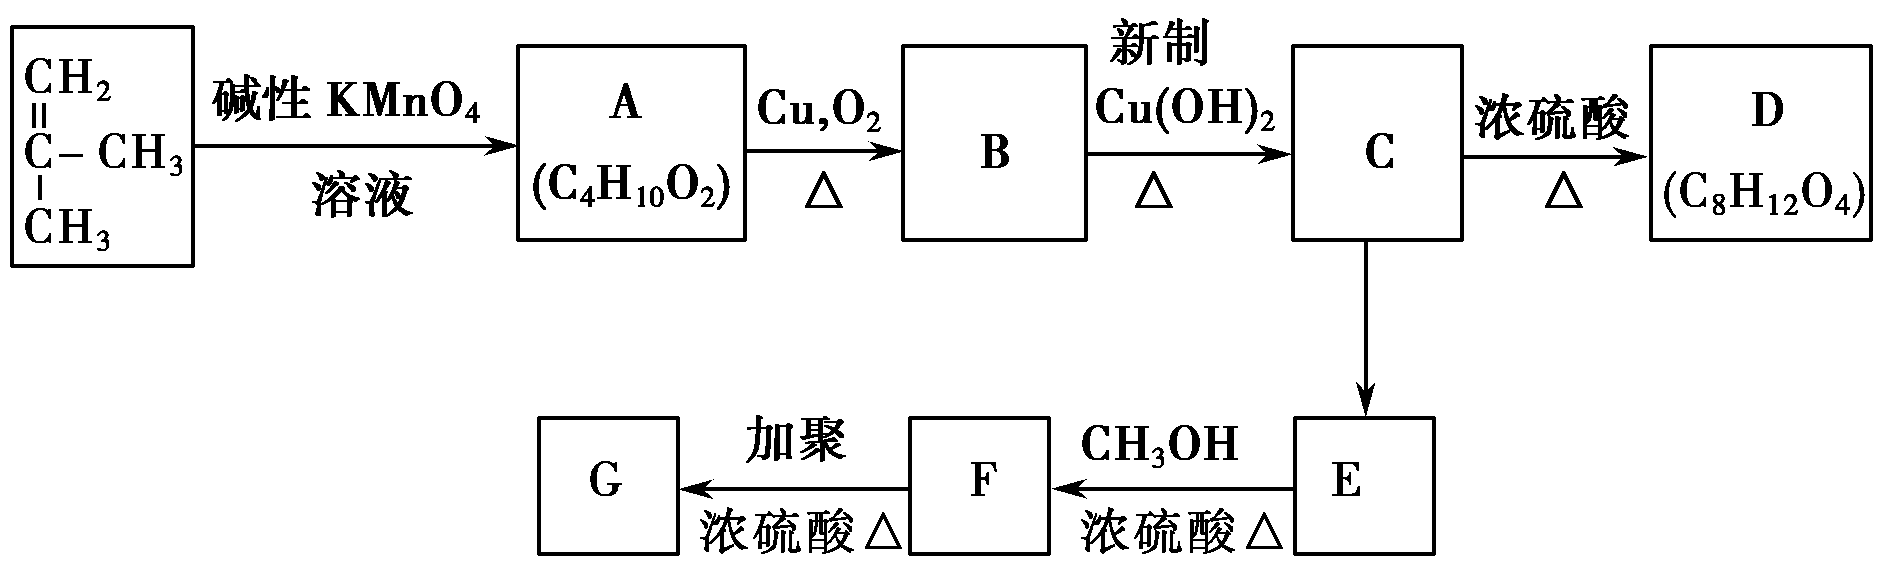 CH₂
‖
C–CH₃
|
CH₃
碱性 KMnO₄
溶液
A
(C₄H₁₀O₂)
Cu,O₂
△
B
新制
Cu(OH)₂
△
C
浓硫酸
△
D
(C₈H₁₂O₄)
E
CH₃OH
浓硫酸△
F
加聚
浓硫酸△
G